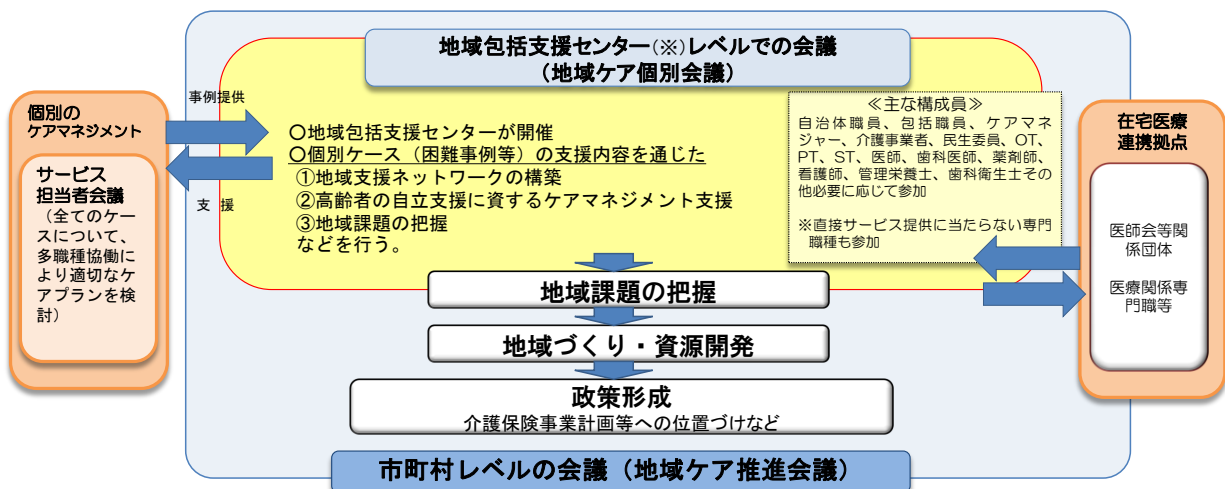 地域包括支援センター(※)レベルでの会議
(地域ケア個別会議)
個別の
ケアマネジメント
サービス
担当者会議
(全てのケー
スについて、
多職種協働に
より適切なケ
アプランを検
討)
事例提供
支 援
〇地域包括支援センターが開催
〇個別ケース(困難事例等)の支援内容を通じた
①地域支援ネットワークの構築
②高齢者の自立支援に資するケアマネジメント支援
③地域課題の把握
などを行う。
≪主な構成員≫
自治体職員、包括職員、ケアマネ
ジャー、介護事業者、民生委員、OT、
PT、ST、医師、歯科医師、薬剤師、
看護師、管理栄養士、歯科衛生士その
他必要に応じて参加
※直接サービス提供に当たらない専門
職種も参加
在宅医療
連携拠点
医師会等関
係団体
医療関係専
門職等
地域課題の把握
地域づくり・資源開発
政策形成
介護保険事業計画等への位置づけなど
市町村レベルの会議(地域ケア推進会議)